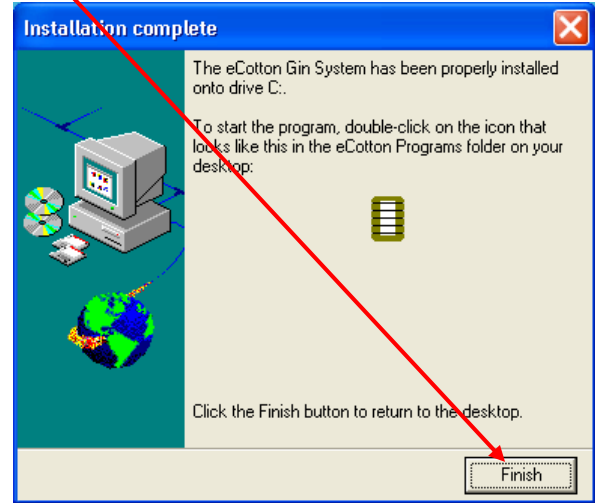 Installation complete
The eCotton Gin System has been properly installed
onto drive C:.
To start the program, double-click on the icon that
looks like this in the eCotton Programs folder on your
desktop:
Click the Finish button to return to the desktop.
Finish